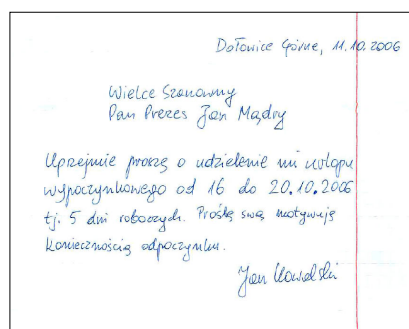 Dołowice Górne, 11.10.2006
Wielce Szanowny
Pan Prezes Jan Mądry
Uprzejmie proszę o udzielenie mi urlopu
wypoczynkowego od 16 do 20.10.2006
tj. 5 dni roboczych. Prośbę swą motywuję
koniecznością odpoczynku.
Jan Kowalski